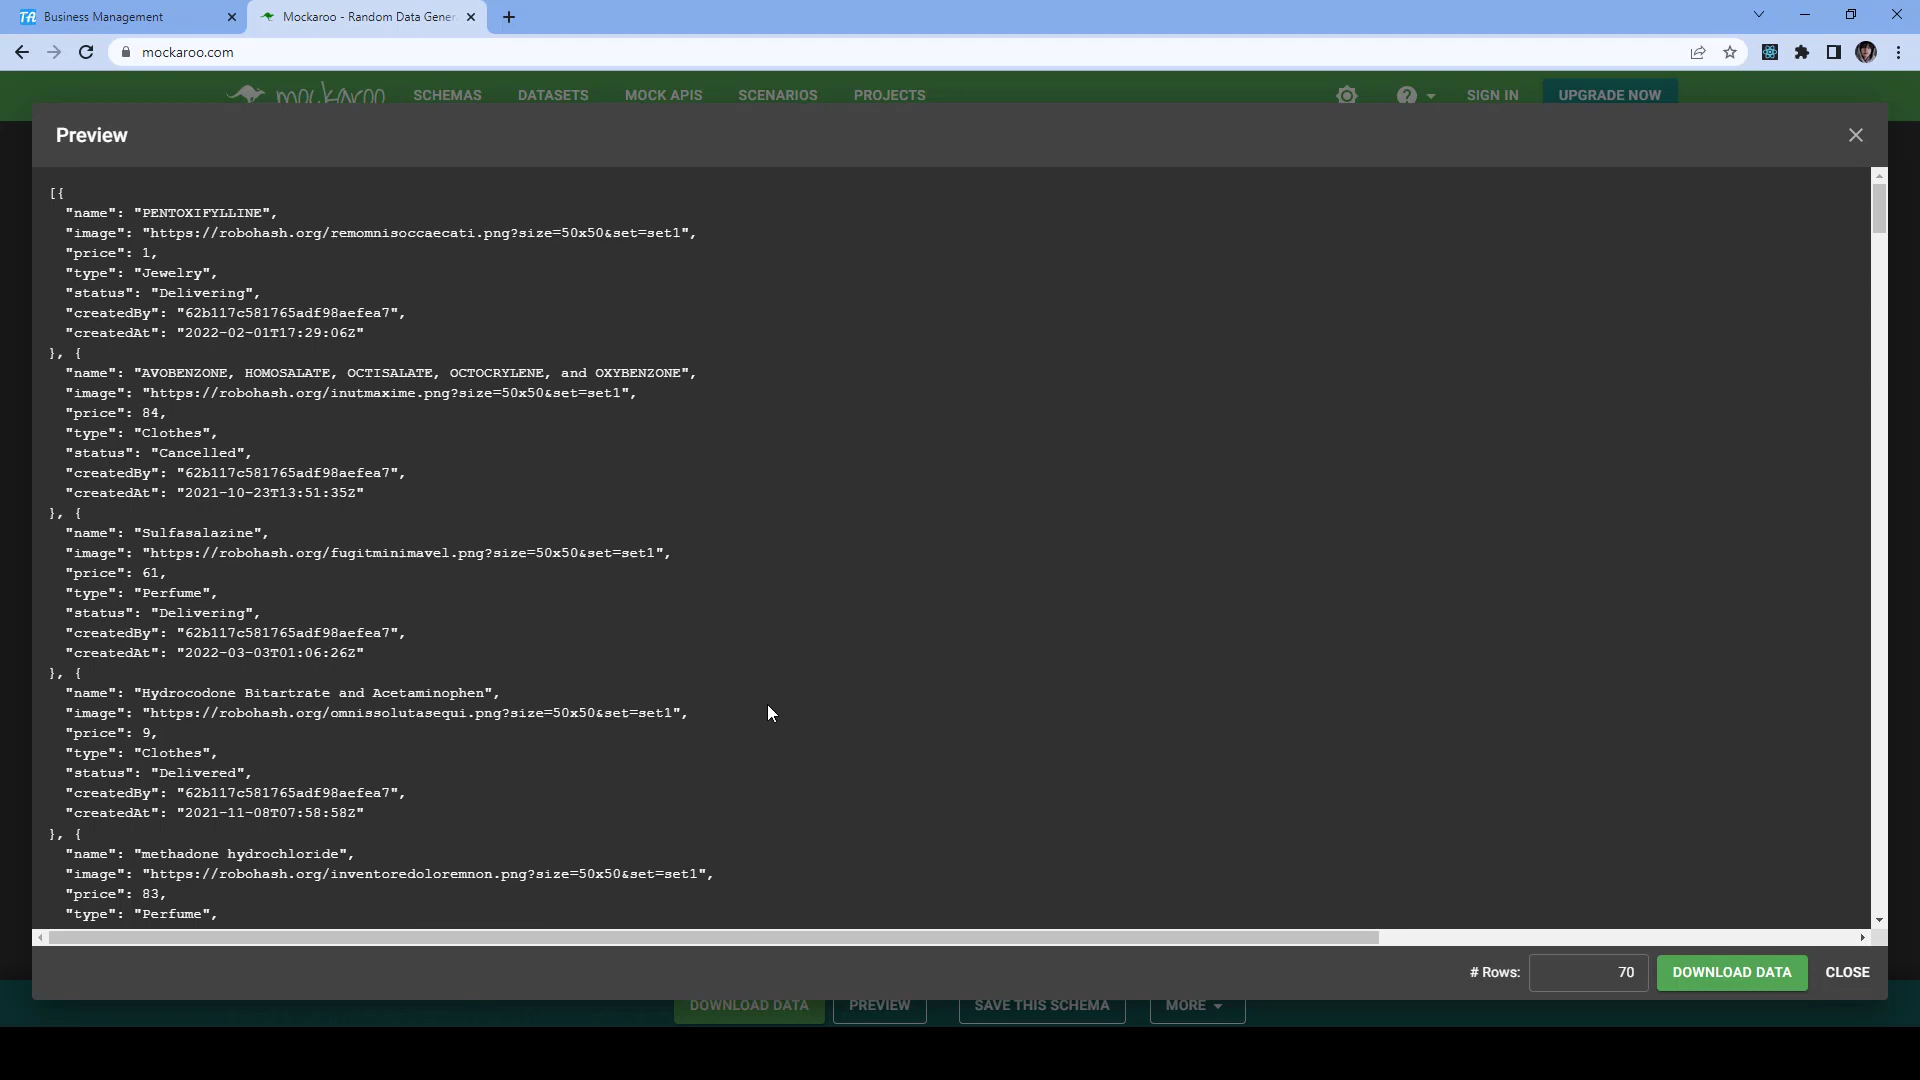 Business Management
Mockaroo - Random Data Gener
mockaroo.com
mockaroo SCHEMAS DATASETS MOCK APIS SCENARIOS PROJECTS SIGN IN UPGRADE NOW
Preview
[{
"name": "PENTOXIFYLLINE",
"image": "https://robohash.org/remomnisoccaecati.png?size=50x50&set=set1",
"price": 1,
"type": "Jewelry",
"status": "Delivering",
"createdBy": "62b117c581765adf98aefea7",
"createdAt": "2022-02-01T17:29:06Z"
}, {
"name": "AVOBENZONE, HOMOSALATE, OCTISALATE, OCTOCRYLENE, and OXYBENZONE",
"image": "https://robohash.org/inutmaxime.png?size=50x50&set=set1",
"price": 84,
"type": "Clothes",
"status": "Cancelled",
"createdBy": "62b117c581765adf98aefea7",
"createdAt": "2021-10-23T13:51:35Z"
}, {
"name": "Sulfasalazine",
"image": "https://robohash.org/fugitminimavel.png?size=50x50&set=set1",
"price": 61,
"type": "Perfume",
"status": "Delivering",
"createdBy": "62b117c581765adf98aefea7",
"createdAt": "2022-03-03T01:06:26Z"
}, {
"name": "Hydrocodone Bitartrate and Acetaminophen",
"image": "https://robohash.org/omnissolutasequi.png?size=50x50&set=set1",
"price": 9,
"type": "Clothes",
"status": "Delivered",
"createdBy": "62b117c581765adf98aefea7",
"createdAt": "2021-11-08T07:58:58Z"
}, {
"name": "methadone hydrochloride",
"image": "https://robohash.org/inventoredoloremnon.png?size=50x50&set=set1",
"price": 83,
"type": "Perfume",
# Rows: 70 DOWNLOAD DATA CLOSE
DOWNLOAD DATA PREVIEW SAVE THIS SCHEMA MORE